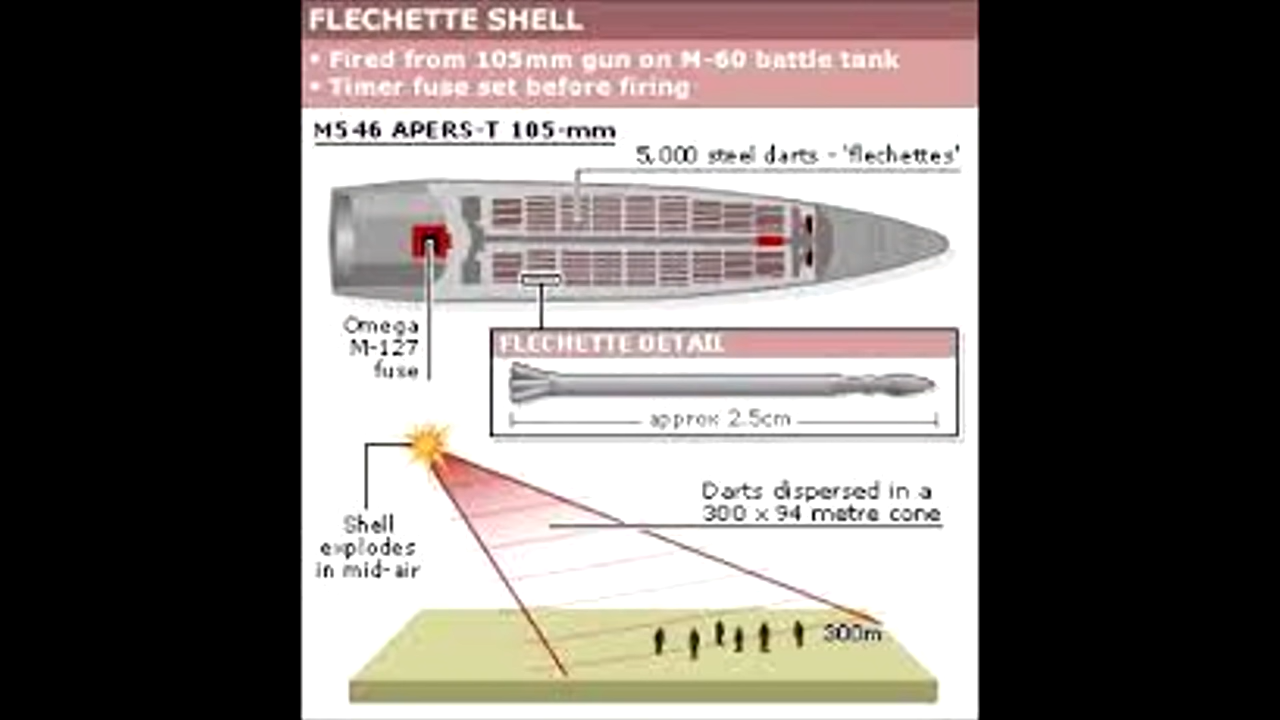 FLECHETTE SHELL
• Fired from 105mm gun on M-60 battle tank
• Timer fuse set before firing
M546 APERS-T 105-mm
5,000 steel darts - 'flechettes'
Omega
M-127
fuse
FLECHETTE DETAIL
approx 2.5cm
Shell
explodes
in mid-air
Darts dispersed in a
300 x 94 metre cone
300m